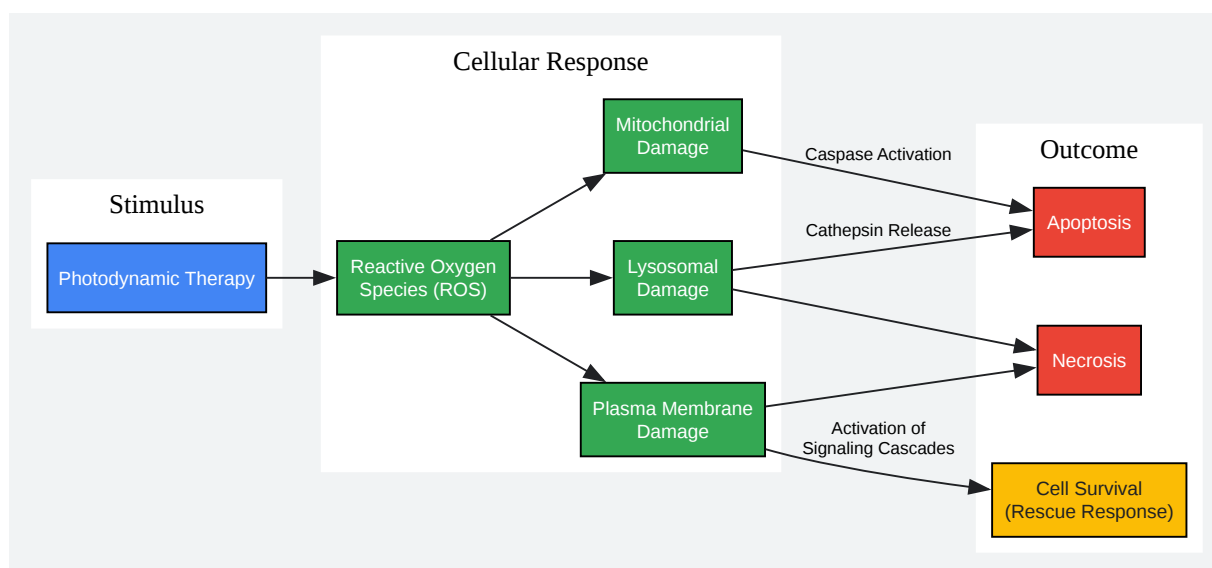 Cellular Response
Stimulus
Outcome
Photodynamic Therapy
Reactive Oxygen
Species (ROS)
Mitochondrial
Damage
Lysosomal
Damage
Plasma Membrane
Damage
Caspase Activation
Cathepsin Release
Activation of
Signaling Cascades
Apoptosis
Necrosis
Cell Survival
(Rescue Response)